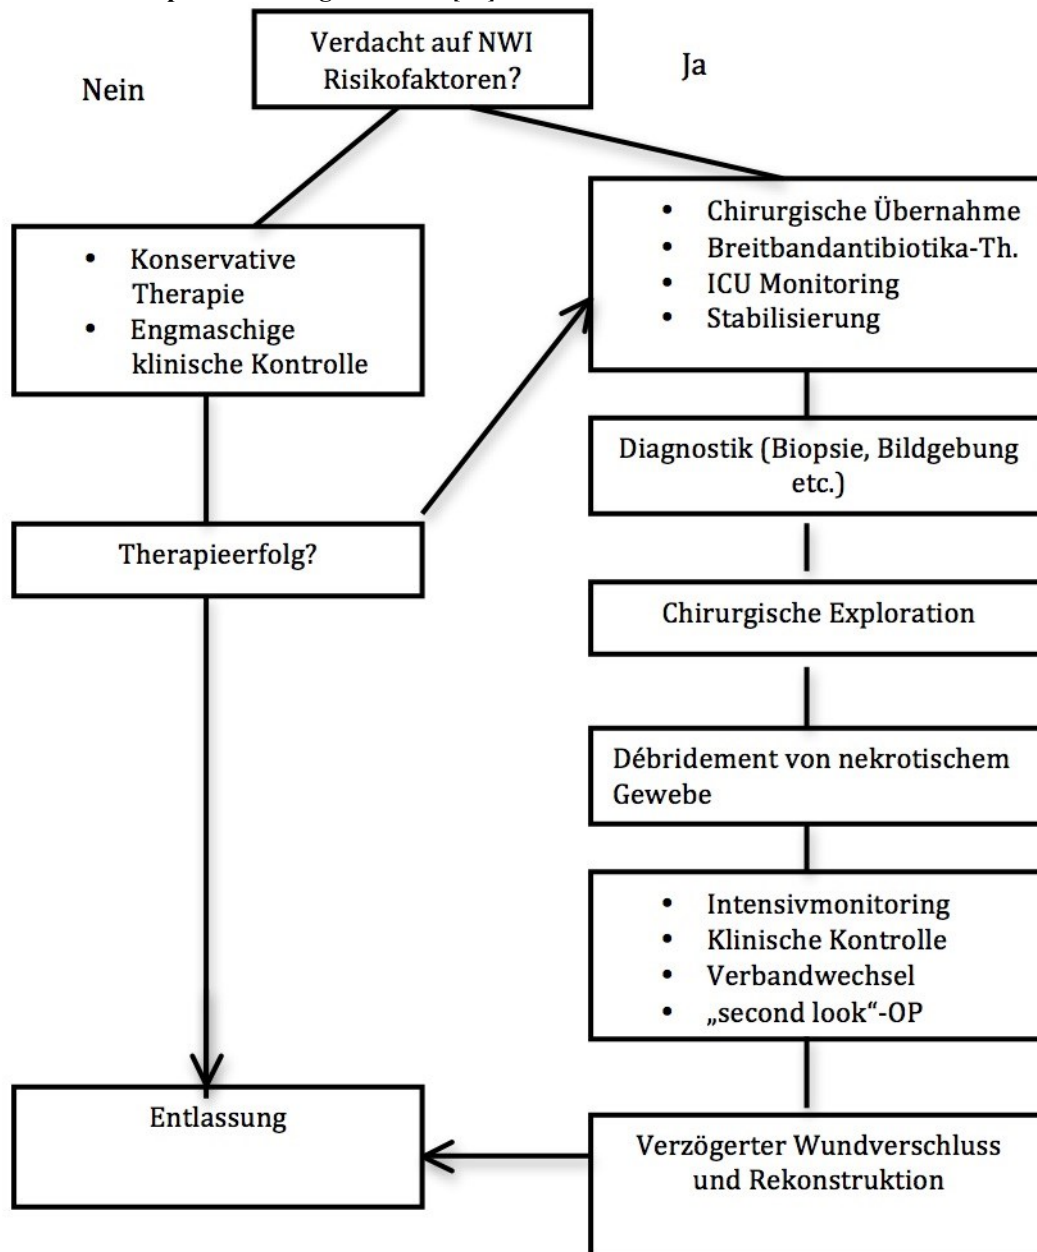 Verdacht auf NWI
Risikofaktoren?
Nein
Ja
• Konservative
Therapie
• Engmaschige
klinische Kontrolle
Therapieerfolg?
• Chirurgische Übernahme
• Breitbandantibiotika-Th.
• ICU Monitoring
• Stabilisierung
Diagnostik (Biopsie, Bildgebung
etc.)
Chirurgische Exploration
Débridement von nekrotischem
Gewebe
• Intensivmonitoring
• Klinische Kontrolle
• Verbandwechsel
• „second look“-OP
Verzögerter Wundverschluss
und Rekonstruktion
Entlassung